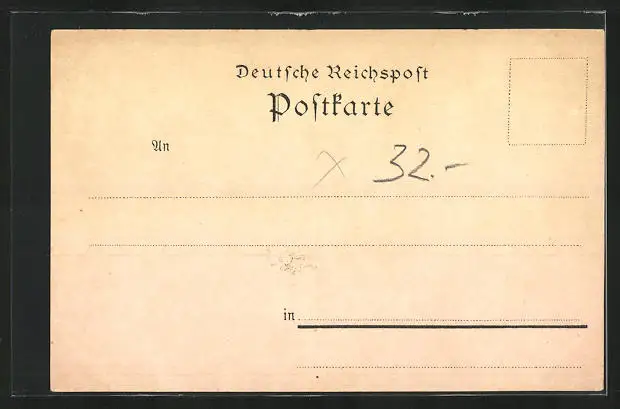 Deutſche Reichspoſt
Poſtkarte
An
x 32.-
in